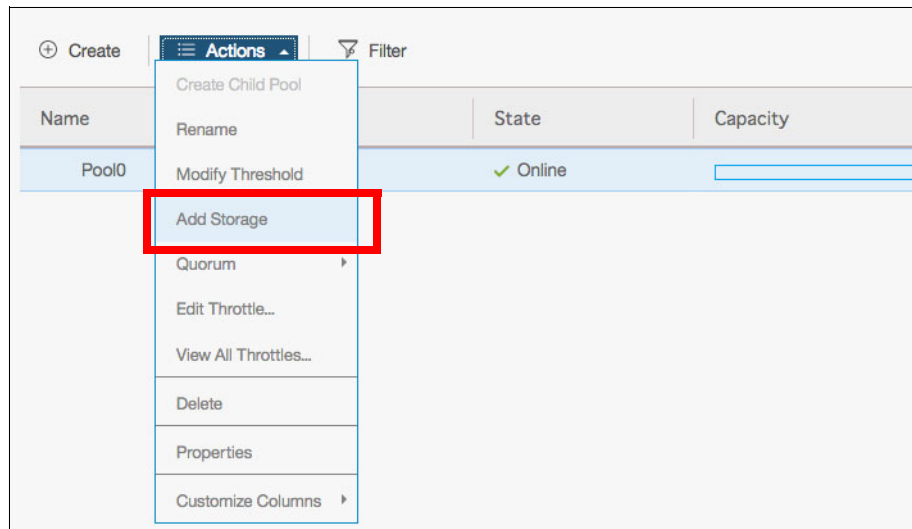 Create Actions Filter
Create Child Pool
Name State Capacity
Rename
Pool0 Modify Threshold Online
Add Storage
Quorum
Edit Throttle...
View All Throttles...
Delete
Properties
Customize Columns